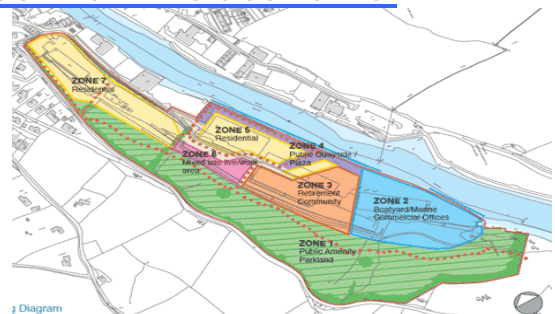 ZONE 7
Residential
ZONE 5
Residential
ZONE 4
Public Quayside /
Plaza
ZONE 6
Mixed use live/work
area
ZONE 3
Retirement
Community
ZONE 2
Boatyard/Marine
Commercial Offices
ZONE 1
Public Amenity
Parkland
g Diagram